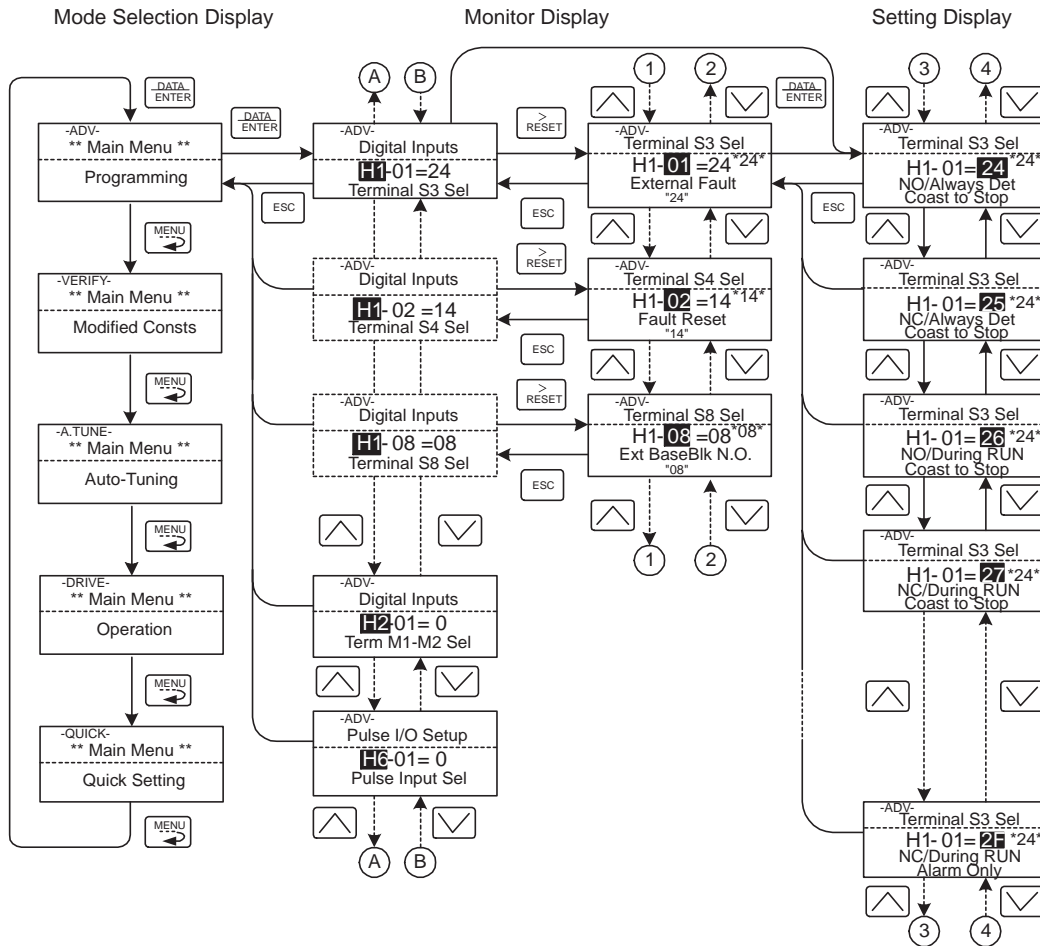 Mode Selection Display
Monitor Display
Setting Display
DATA
ENTER
-ADV-
** Main Menu **
Programming
MENU
-VERIFY-
** Main Menu **
Modified Consts
MENU
-A.TUNE-
** Main Menu **
Auto-Tuning
MENU
-DRIVE-
** Main Menu **
Operation
MENU
-QUICK-
** Main Menu **
Quick Setting
MENU
DATA
ENTER
ESC
A
B
-ADV-
Digital Inputs
H1-01=24
Terminal S3 Sel
-ADV-
Digital Inputs
H1- 02 =14
Terminal S4 Sel
-ADV-
Digital Inputs
H1- 08 =08
Terminal S8 Sel
-ADV-
Digital Inputs
H2-01= 0
Term M1-M2 Sel
-ADV-
Pulse I/O Setup
H6-01= 0
Pulse Input Sel
A
B
>
RESET
ESC
>
RESET
ESC
>
RESET
ESC
1
2
-ADV-
Terminal S3 Sel
H1- 01 =24 *24*
External Fault
"24"
-ADV-
Terminal S4 Sel
H1- 02 =14 *14*
Fault Reset
"14"
-ADV-
Terminal S8 Sel
H1- 08 =08 *08*
Ext BaseBlk N.O.
"08"
1
2
DATA
ENTER
ESC
3
4
-ADV-
Terminal S3 Sel
H1- 01= 24 *24*
NO/Always Det
Coast to Stop
-ADV-
Terminal S3 Sel
H1- 01= 25 *24*
NC/Always Det
Coast to Stop
-ADV-
Terminal S3 Sel
H1- 01= 26 *24*
NO/During RUN
Coast to Stop
-ADV-
Terminal S3 Sel
H1- 01= 27 *24*
NC/During RUN
Coast to Stop
-ADV-
Terminal S3 Sel
H1- 01= 2F *24*
NC/During RUN
Alarm Only
3
4